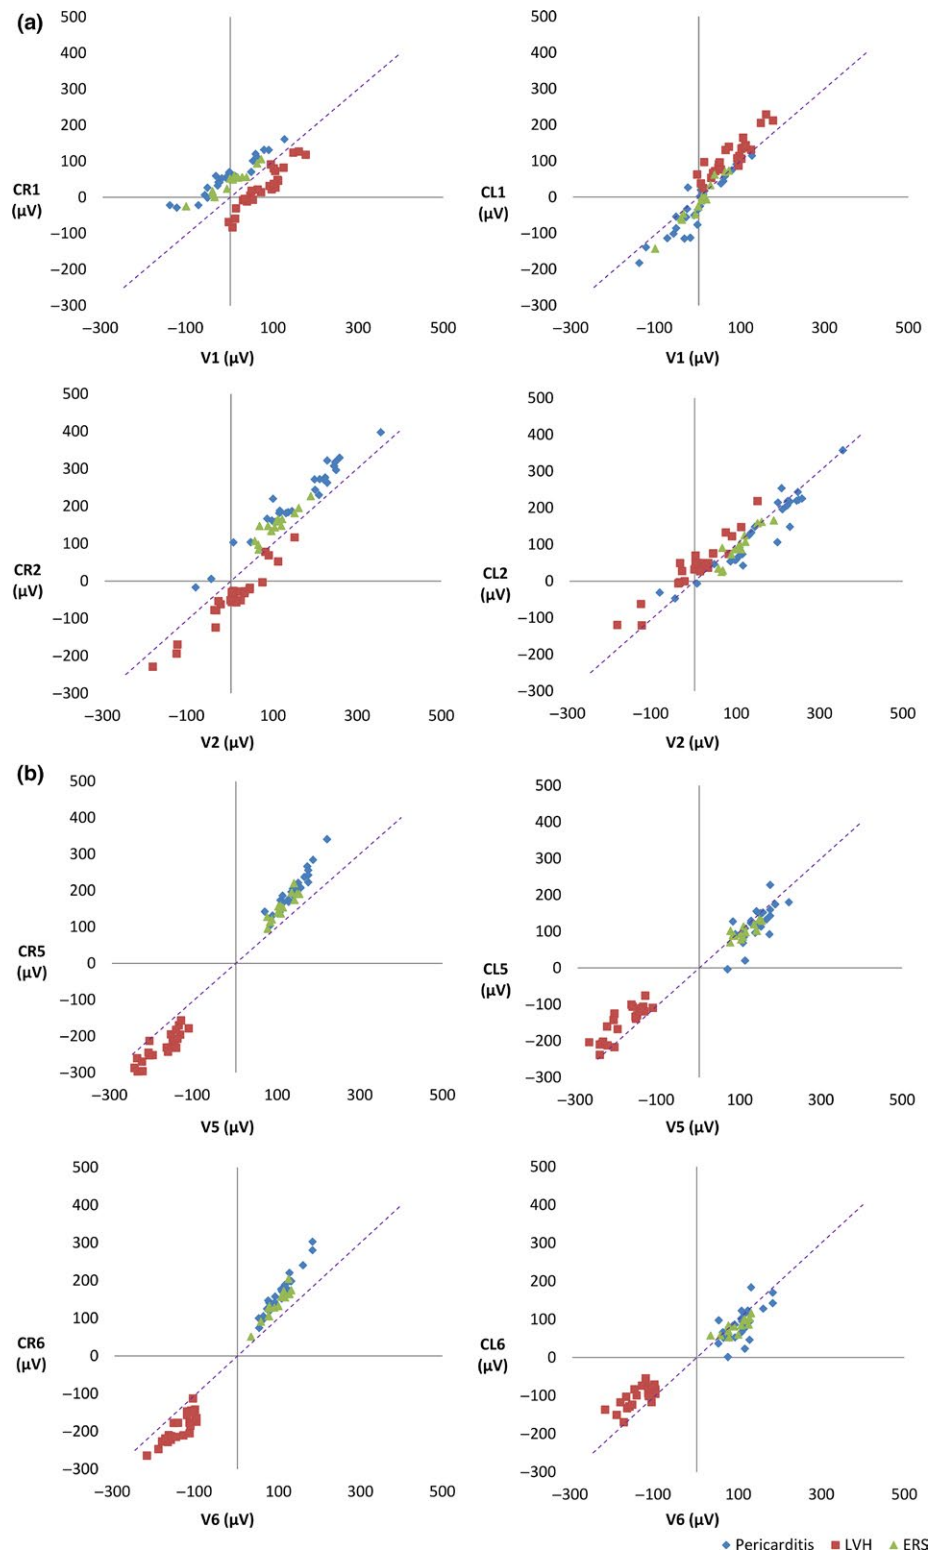 (a)
500
400
300
200
100
CR1
(µV)
0
−100
−200
−300
−300 −100 100 300 500
V1 (µV)
500
400
300
200
100
CL1
(µV)
0
−100
−200
−300
−300 −100 100 300 500
V1 (µV)
500
400
300
200
100
CR2
(µV)
0
−100
−200
−300
−300 −100 100 300 500
V2 (µV)
500
400
300
200
100
CL2
(µV)
0
−100
−200
−300
−300 −100 100 300 500
V2 (µV)
(b)
500
400
300
200
100
CR5
(µV)
0
−100
−200
−300
−300 −100 100 300 500
V5 (µV)
500
400
300
200
100
CL5
(µV)
0
−100
−200
−300
−300 −100 100 300 500
V5 (µV)
500
400
300
200
100
CR6
(µV)
0
−100
−200
−300
−300 −100 100 300 500
V6 (µV)
500
400
300
200
100
CL6
(µV)
0
−100
−200
−300
−300 −100 100 300 500
V6 (µV)
Pericarditis LVH ERS